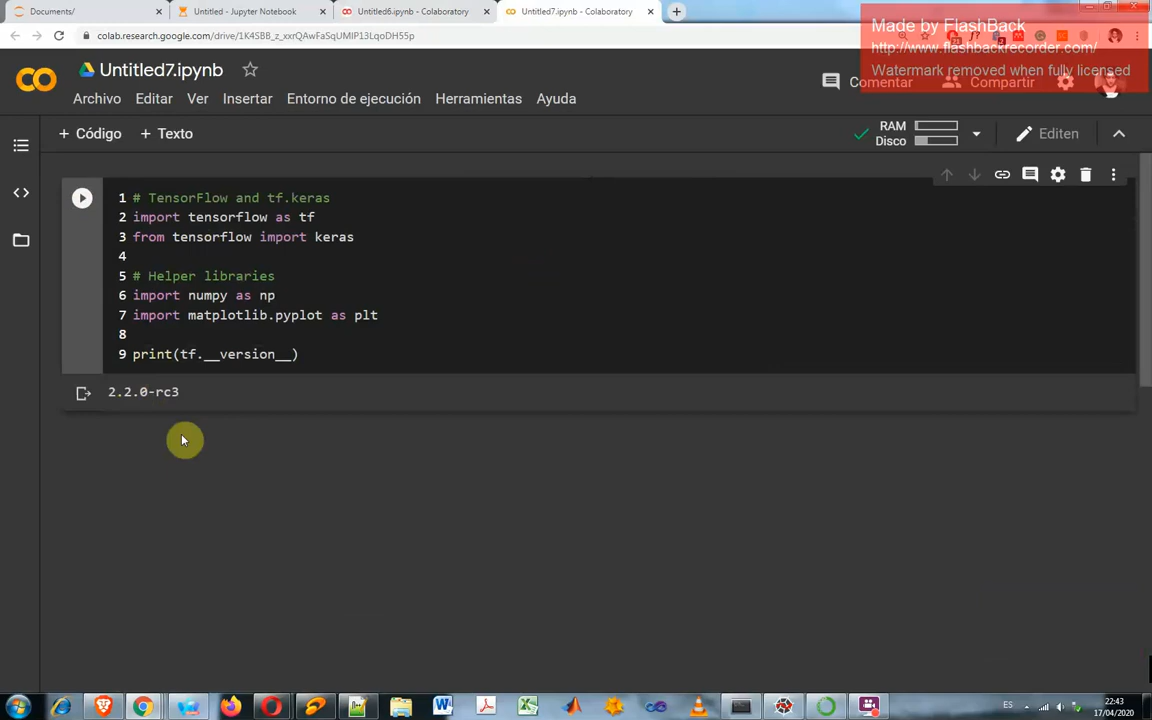 Documents/
Untitled - Jupyter Notebook
Untitled6.ipynb - Colaboratory
Untitled7.ipynb - Colaboratory
Made by FlashBack
http://www.flashbackrecorder.com/
Watermark removed when fully licensed
colab.research.google.com/drive/1K4SBB_z_xxrQAwFaSqUMIP13LqoDH55p
Untitled7.ipynb
Comentar
Compartir
Archivo Editar Ver Insertar Entorno de ejecución Herramientas Ayuda
+ Código + Texto
RAM
Disco
Editen
1 # TensorFlow and tf.keras
2 import tensorflow as tf
3 from tensorflow import keras
4
5 # Helper libraries
6 import numpy as np
7 import matplotlib.pyplot as plt
8
9 print(tf.__version__)
2.2.0-rc3
ES
22:43
17/04/2020